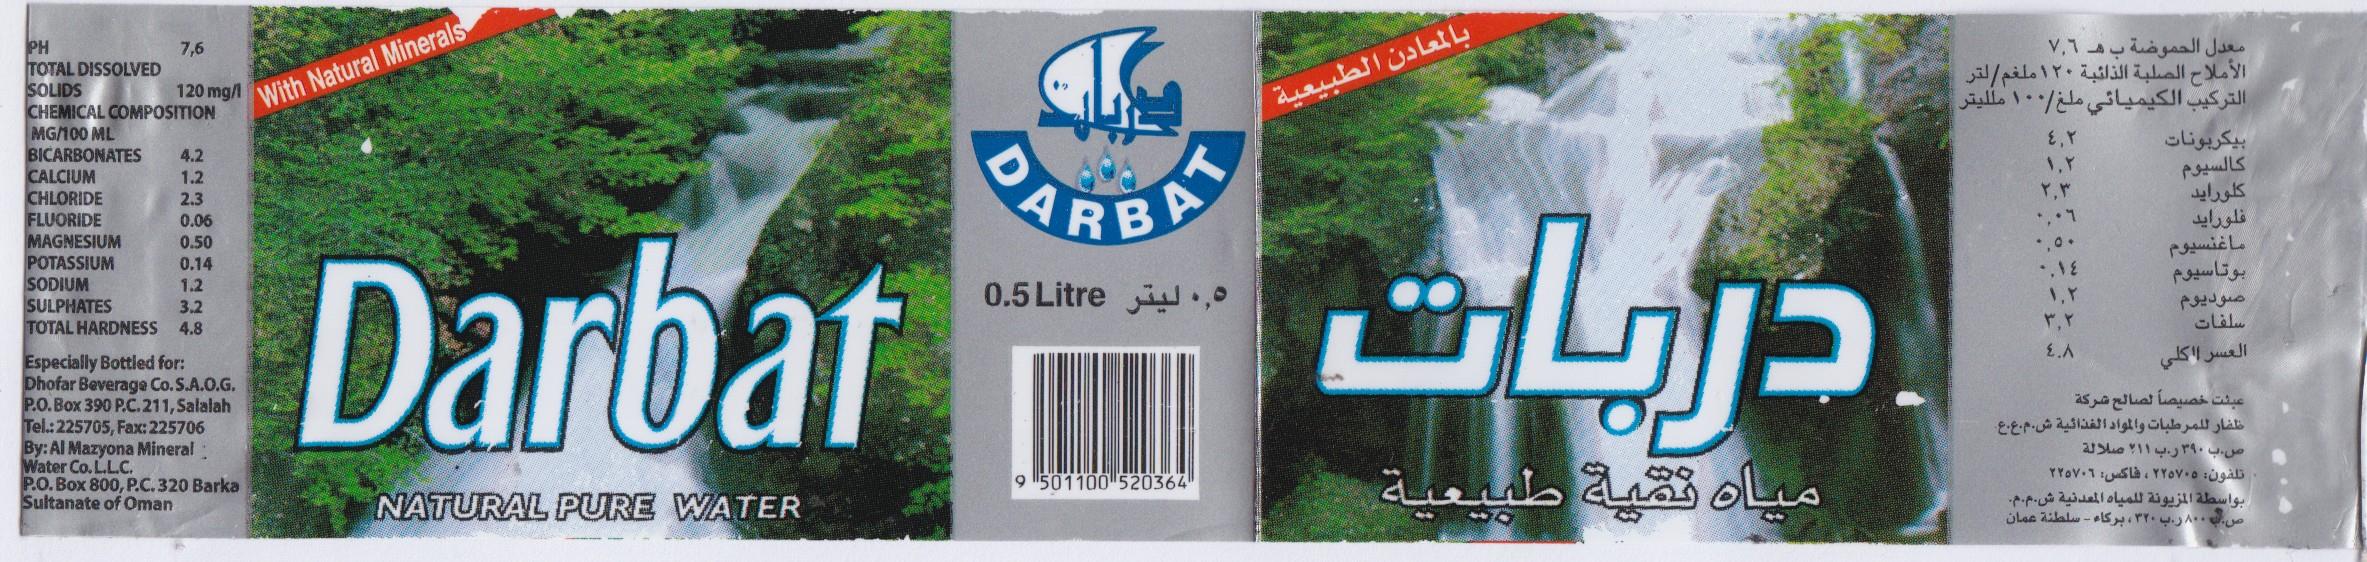 PH 7,6
TOTAL DISSOLVED
SOLIDS 120 mg/l
CHEMICAL COMPOSITION
MG/100 ML
BICARBONATES 4.2
CALCIUM 1.2
CHLORIDE 2.3
FLUORIDE 0.06
MAGNESIUM 0.50
POTASSIUM 0.14
SODIUM 1.2
SULPHATES 3.2
TOTAL HARDNESS 4.8
Especially Bottled for:
Dhofar Beverage Co. S.A.O.G.
P.O. Box 390 P.C. 211, Salalah
Tel.: 225705, Fax: 225706
By: Al Mazyona Mineral
Water Co. L.L.C.
P.O. Box 800, P.C. 320 Barka
Sultanate of Oman
With Natural Minerals
Darbat
NATURAL PURE WATER
دربات
DARBAT
0.5 Litre ٠,٥ ليتر
9 501100 520364
بالمعادن الطبيعية
دربات
مياه نقية طبيعية
معدل الحموضة ب هـ ٧,٦
الأملاح الصلبة الذائبة ١٢٠ ملغم/لتر
التركيب الكيميائي ملغ/١٠٠ ملليتر
بيكربونات ٤,٢
كالسيوم ١,٢
كلورايد ٢,٣
فلورايد ٠,٠٦
ماغنسيوم ٠,٥٠
بوتاسيوم ٠,١٤
صوديوم ١,٢
سلفات ٣,٢
العسر الكلي ٤,٨
عبئت خصيصاً لصالح شركة
ظفار للمرطبات والمواد الغذائية ش.م.ع.ع.
ص.ب ٣٩٠ ر.ب ٢١١ صلالة
تلفون: ٢٢٥٧٠٥ ، فاكس: ٢٢٥٧٠٦
بواسطة المزيونة للمياه المعدنية ش.م.م.
ص.ب ٨٠٠ ر.ب ٣٢٠ ، بركاء - سلطنة عمان